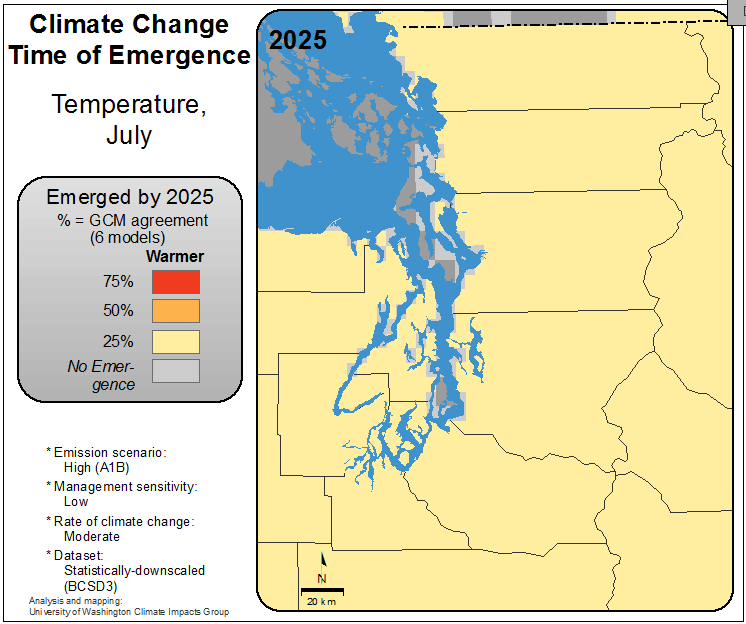 Climate Change
Time of Emergence
Temperature,
July
Emerged by 2025
% = GCM agreement
(6 models)
Warmer
75%
50%
25%
No Emer-
gence
* Emission scenario:
High (A1B)
* Management sensitivity:
Low
* Rate of climate change:
Moderate
* Dataset:
Statistically-downscaled
(BCSD3)
Analysis and mapping:
University of Washington Climate Impacts Group
2025
N
20 km